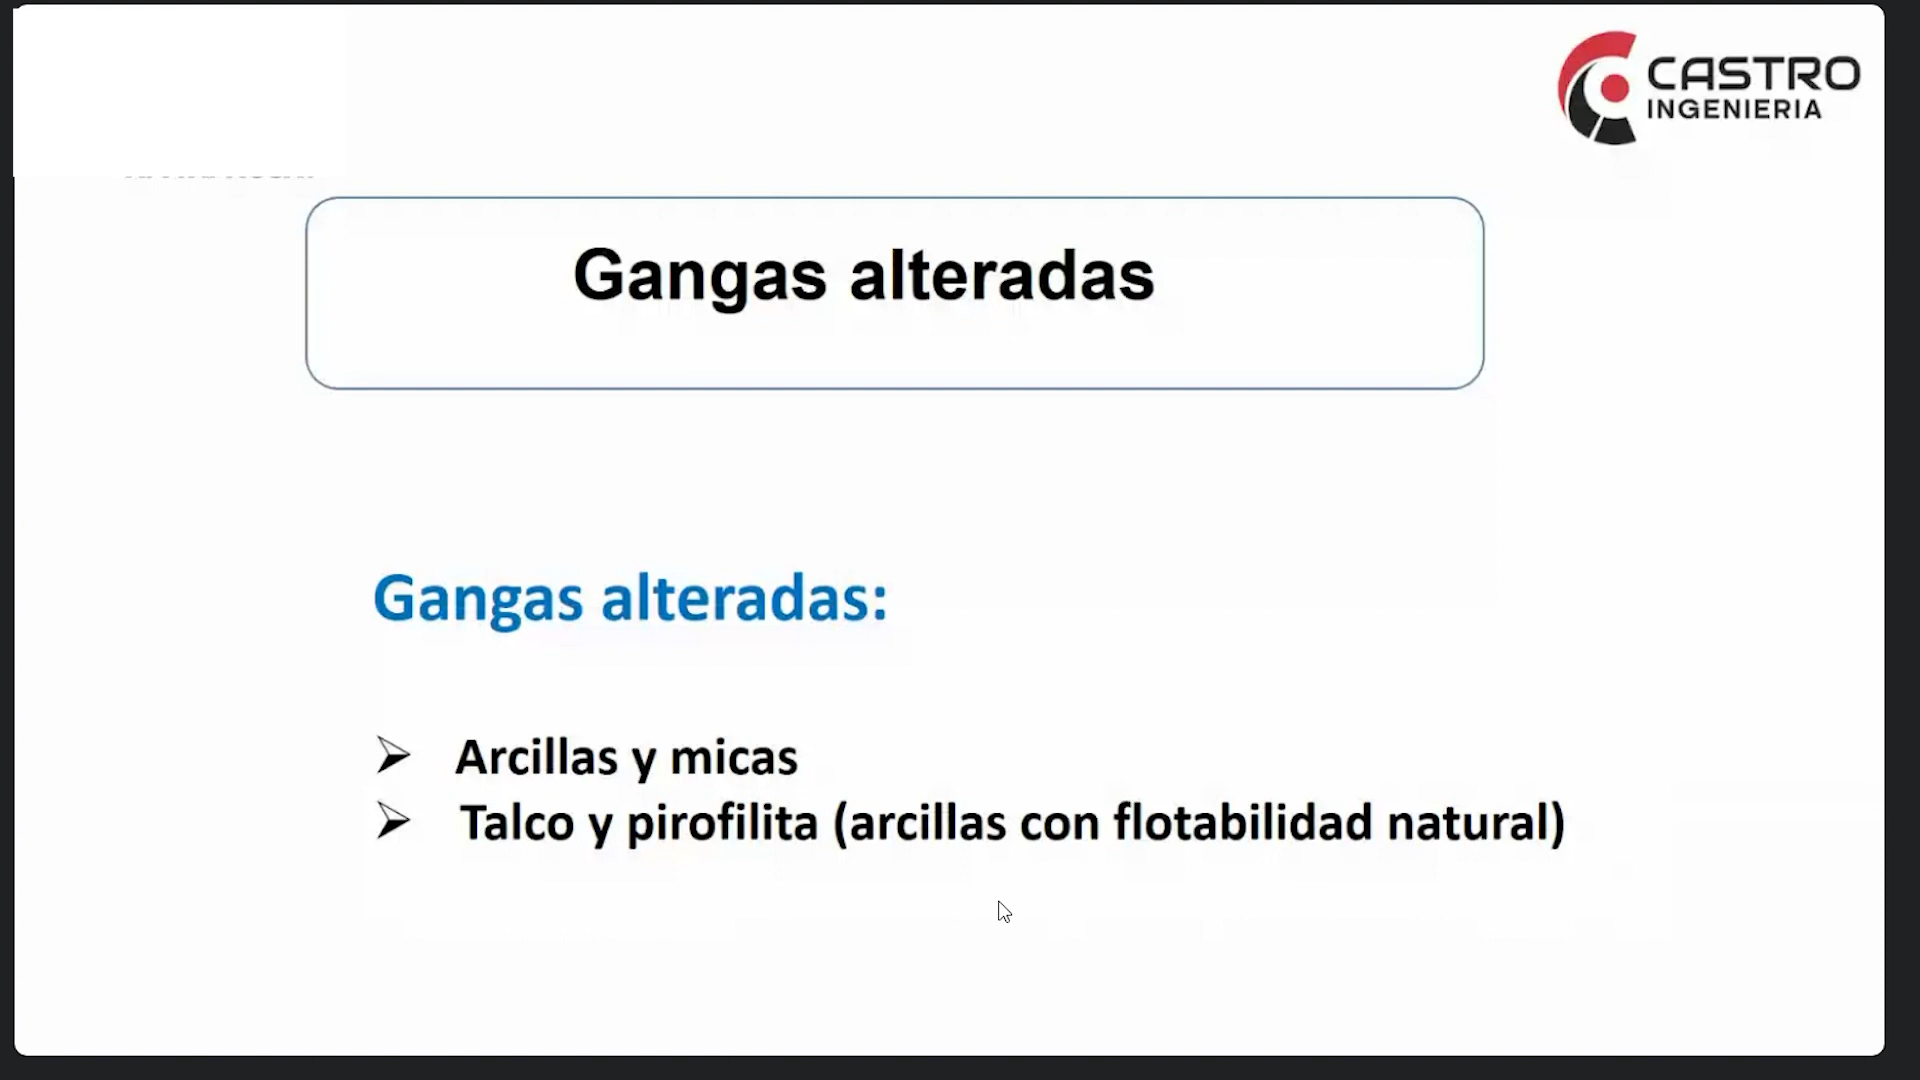 CASTRO
INGENIERIA
Gangas alteradas
Gangas alteradas:
➢ Arcillas y micas
➢ Talco y pirofilita (arcillas con flotabilidad natural)